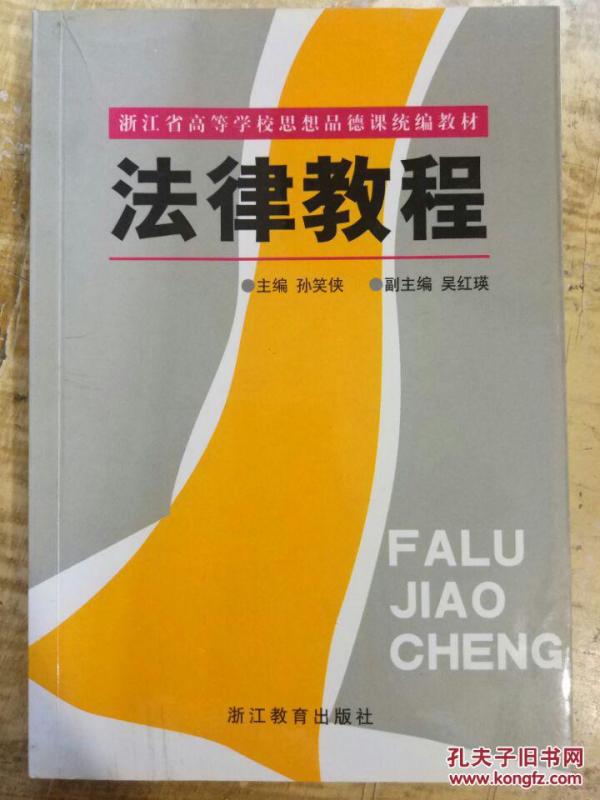 浙江省高等学校思想品德课统编教材
法律教程
●主编 孙笑侠 ●副主编 吴红瑛
FALU
JIAO
CHENG
浙江教育出版社
孔夫子旧书网
www.kongfz.com